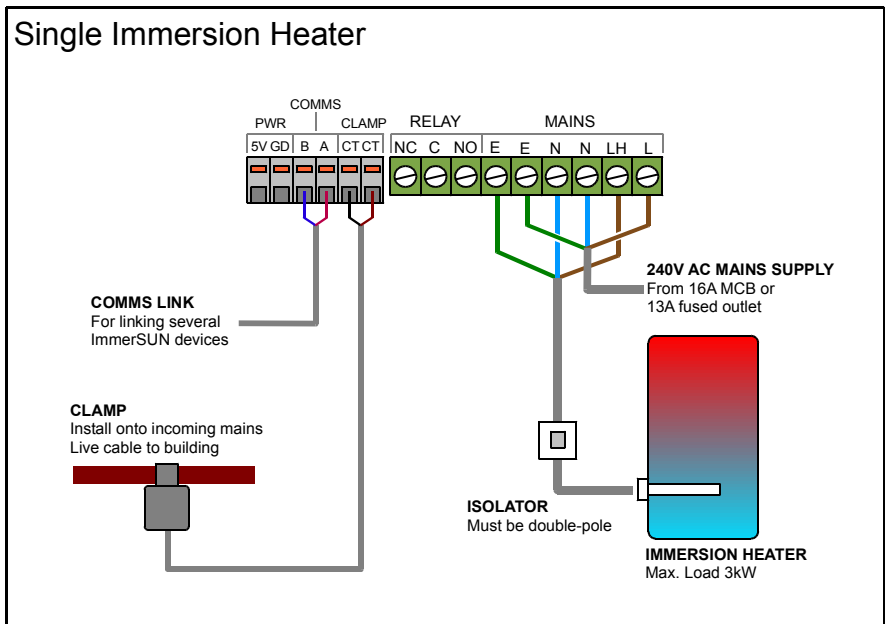 Single Immersion Heater
COMMS
PWR CLAMP RELAY MAINS
5V GD B A CT CT NC C NO E E N N LH L
240V AC MAINS SUPPLY
From 16A MCB or
13A fused outlet
COMMS LINK
For linking several
ImmerSUN devices
CLAMP
Install onto incoming mains
Live cable to building
ISOLATOR
Must be double-pole
IMMERSION HEATER
Max. Load 3kW